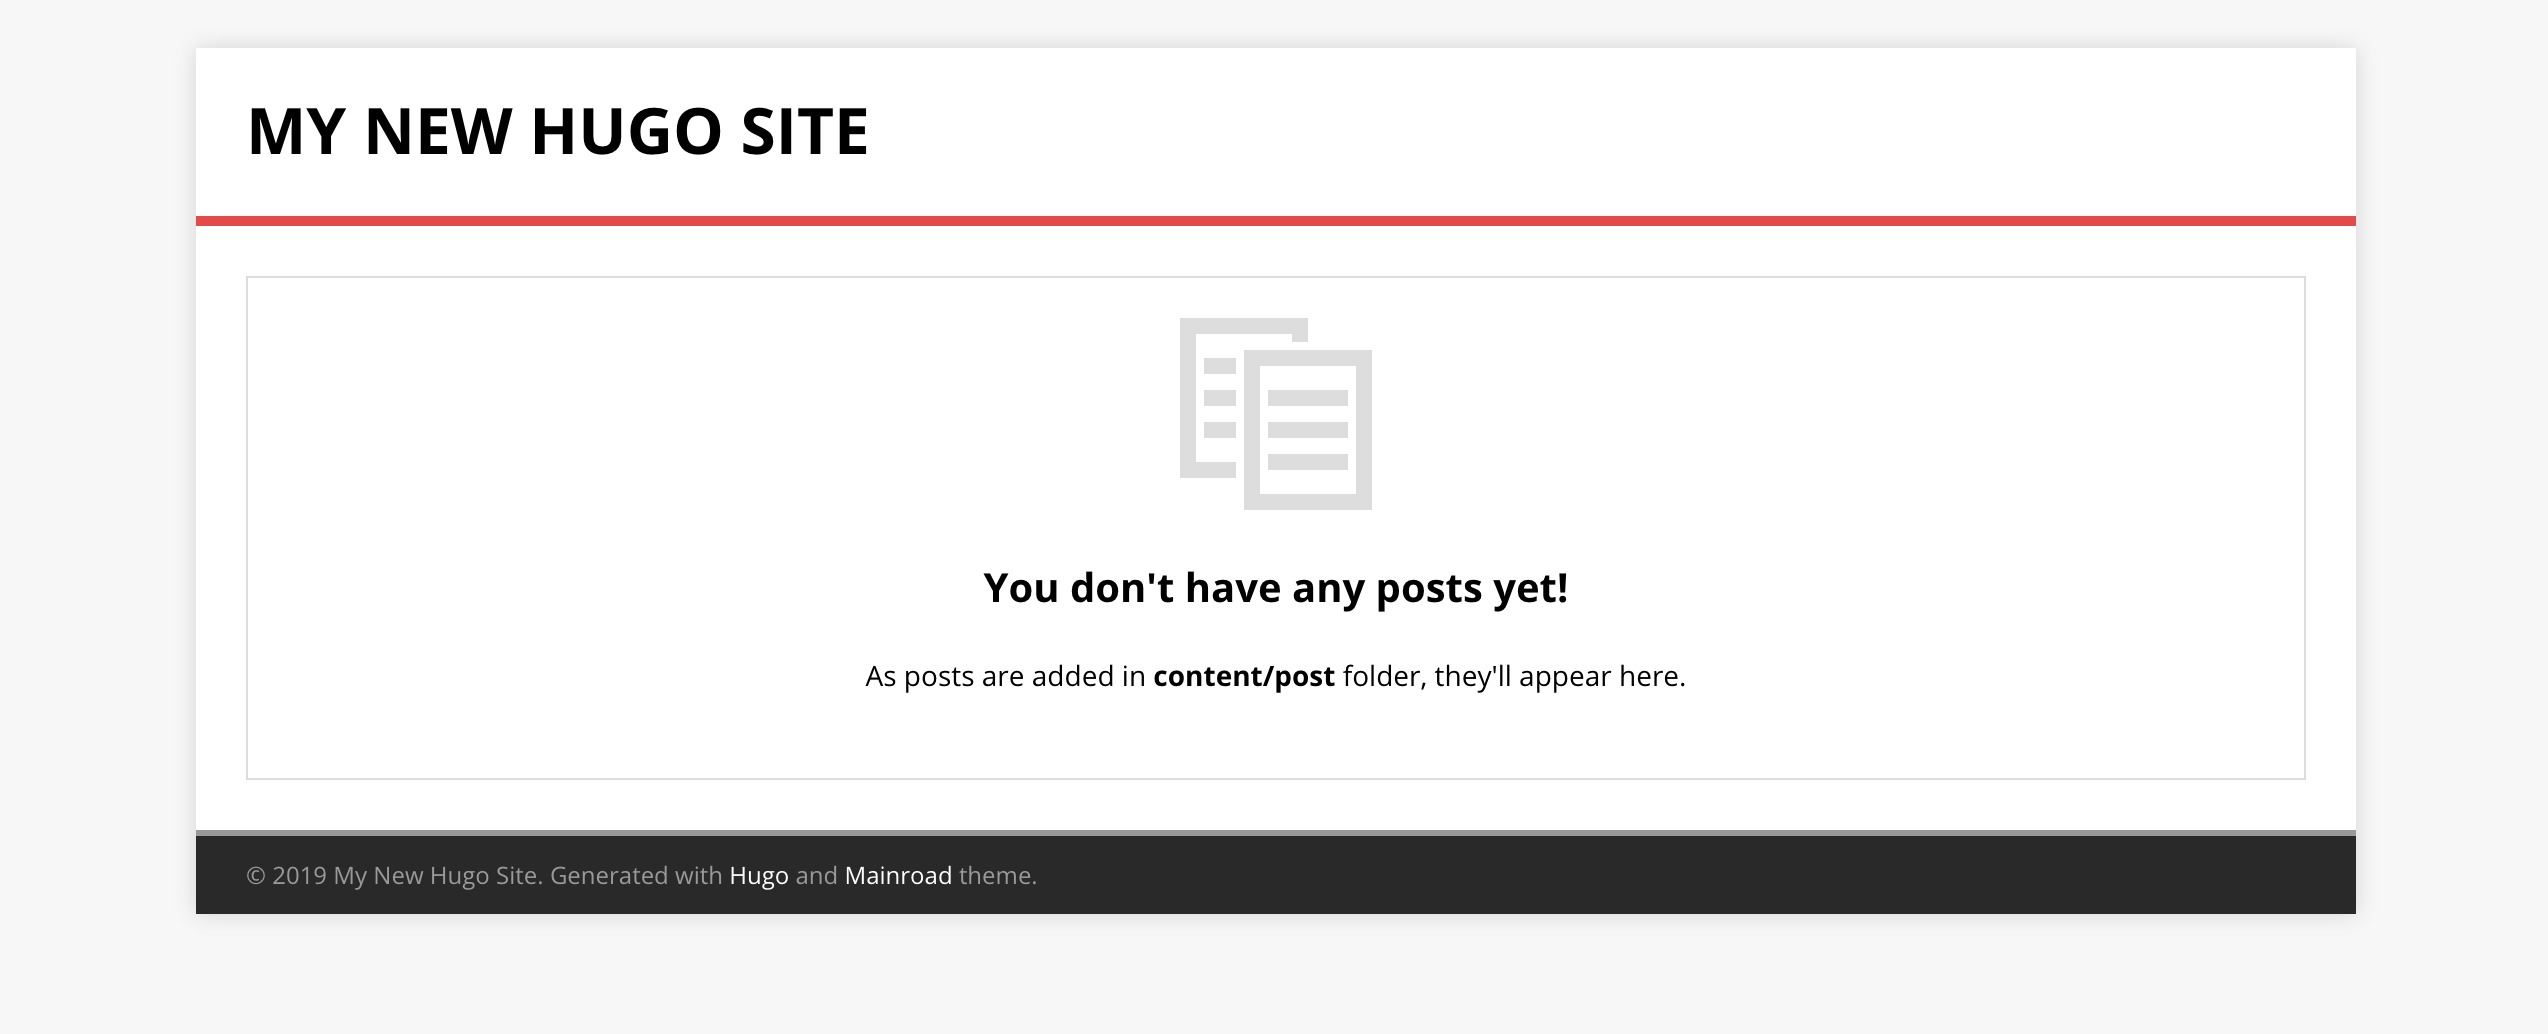 MY NEW HUGO SITE
You don't have any posts yet!
As posts are added in content/post folder, they'll appear here.
© 2019 My New Hugo Site. Generated with Hugo and Mainroad theme.